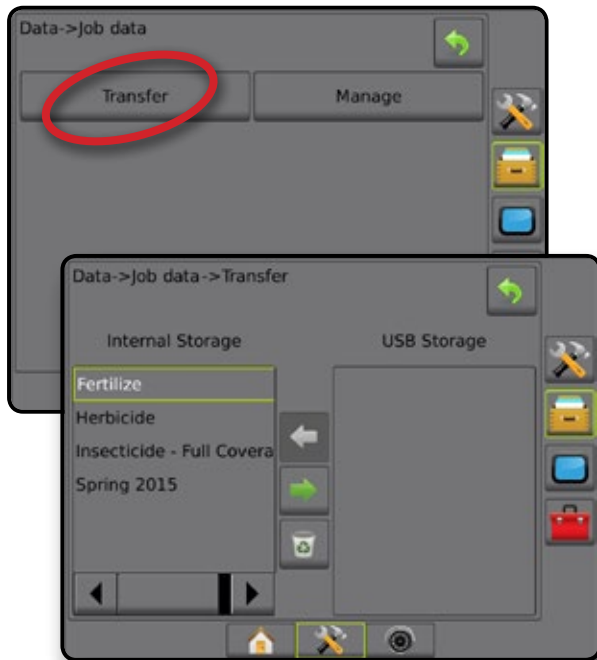 Data->Job data
Transfer
Manage
Data->Job data->Transfer
Internal Storage
USB Storage
Fertilize
Herbicide
Insecticide - Full Covera
Spring 2015